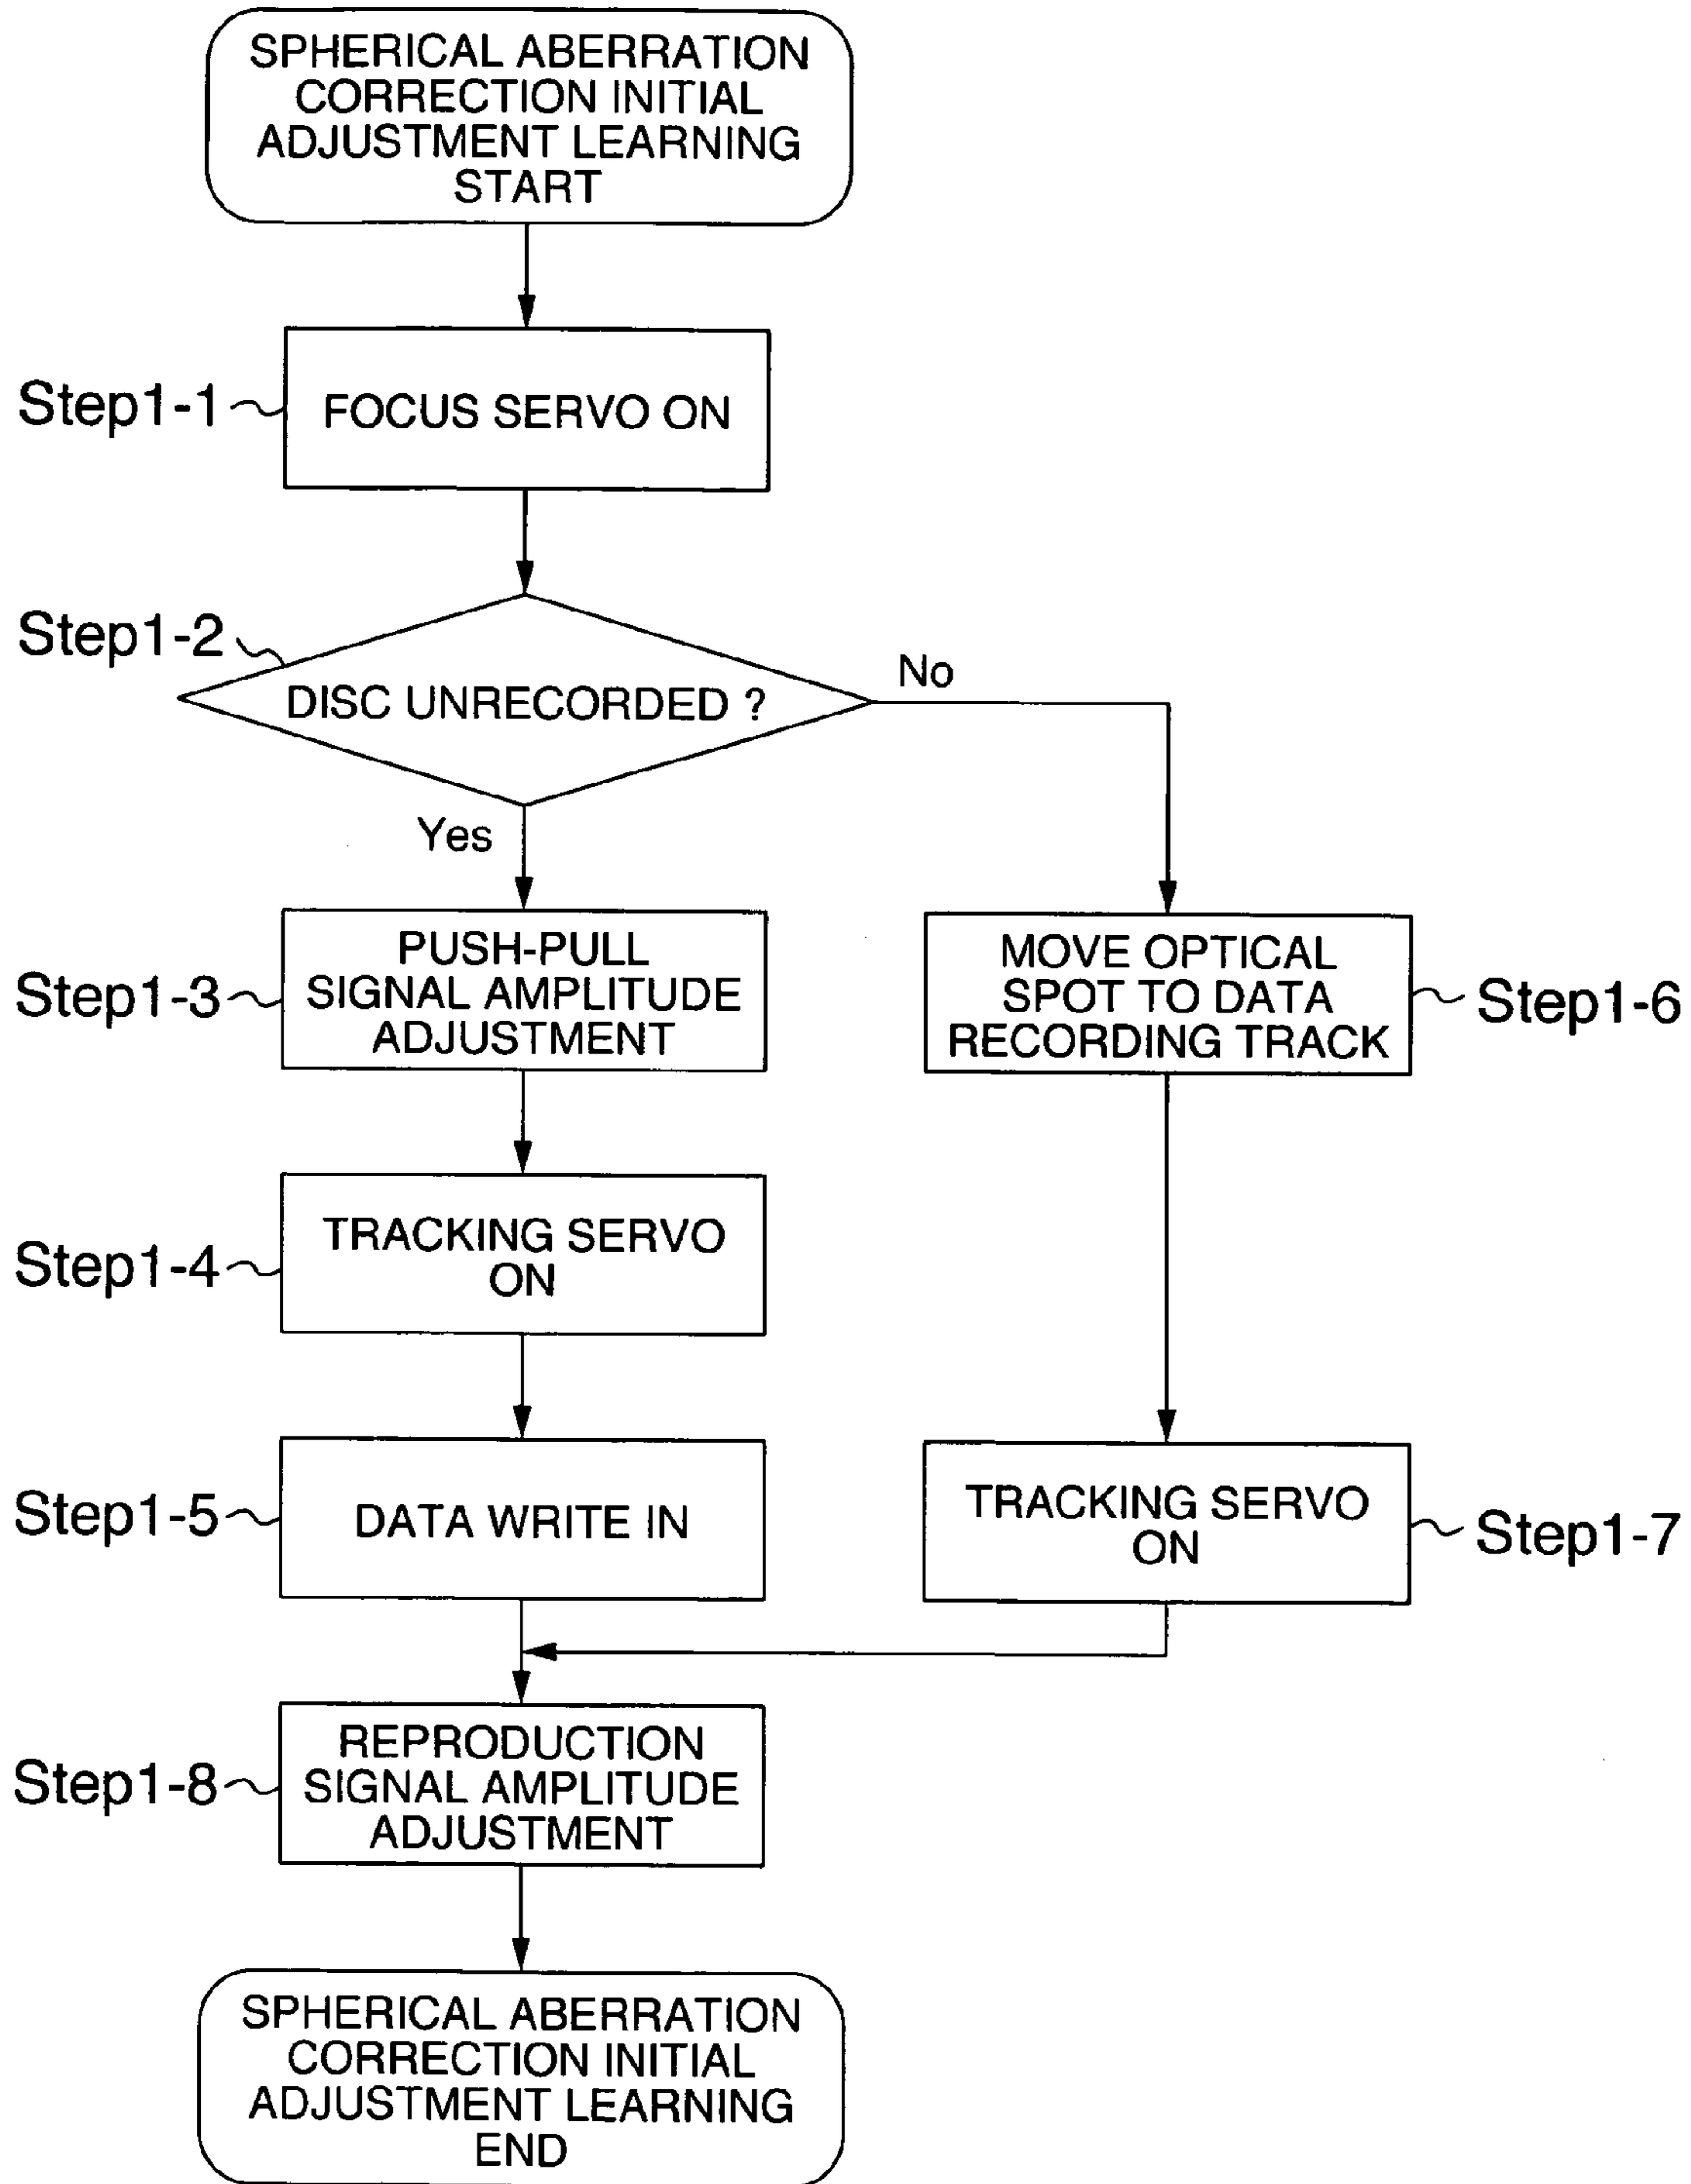 SPHERICAL ABERRATION
CORRECTION INITIAL
ADJUSTMENT LEARNING
START
Step1-1
FOCUS SERVO ON
Step1-2
DISC UNRECORDED ?
No
Yes
PUSH-PULL
SIGNAL AMPLITUDE
ADJUSTMENT
Step1-3
MOVE OPTICAL
SPOT TO DATA
RECORDING TRACK
Step1-6
TRACKING SERVO
ON
Step1-4
Step1-5
DATA WRITE IN
TRACKING SERVO
ON
Step1-7
REPRODUCTION
SIGNAL AMPLITUDE
ADJUSTMENT
Step1-8
SPHERICAL ABERRATION
CORRECTION INITIAL
ADJUSTMENT LEARNING
END